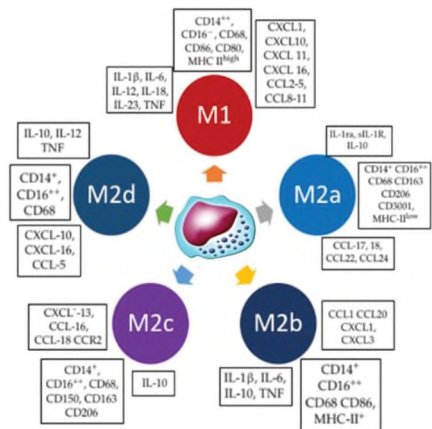 CD14⁺⁺,
CD16⁻, CD68,
CD86, CD80,
MHC IIʰⁱᵍʰ
CXCL1,
CXCL10,
CXCL 11,
CXCL 16,
CCL2-5,
CCL8-11
IL-1β, IL-6,
IL-12, IL-18,
IL-23, TNF
M1
IL-10, IL-12
TNF
CD14⁺,
CD16⁺⁺,
CD68
CXCL-10,
CXCL-16,
CCL-5
M2d
M2a
IL-1ra, sIL-1R,
IL-10
CD14⁺ CD16⁺⁺
CD68 CD163
CD206
CD3001,
MHC-IIˡᵒʷ
CCL-17, 18,
CCL22, CCL24
CXCL⁻-13,
CCL-16,
CCL-18 CCR2
CD14⁺,
CD16⁺⁺, CD68,
CD150, CD163
CD206
M2c
IL-10
M2b
IL-1β, IL-6,
IL-10, TNF
CCL1 CCL20
CXCL1,
CXCL3
CD14⁺
CD16⁺⁺
CD68 CD86,
MHC-II⁺